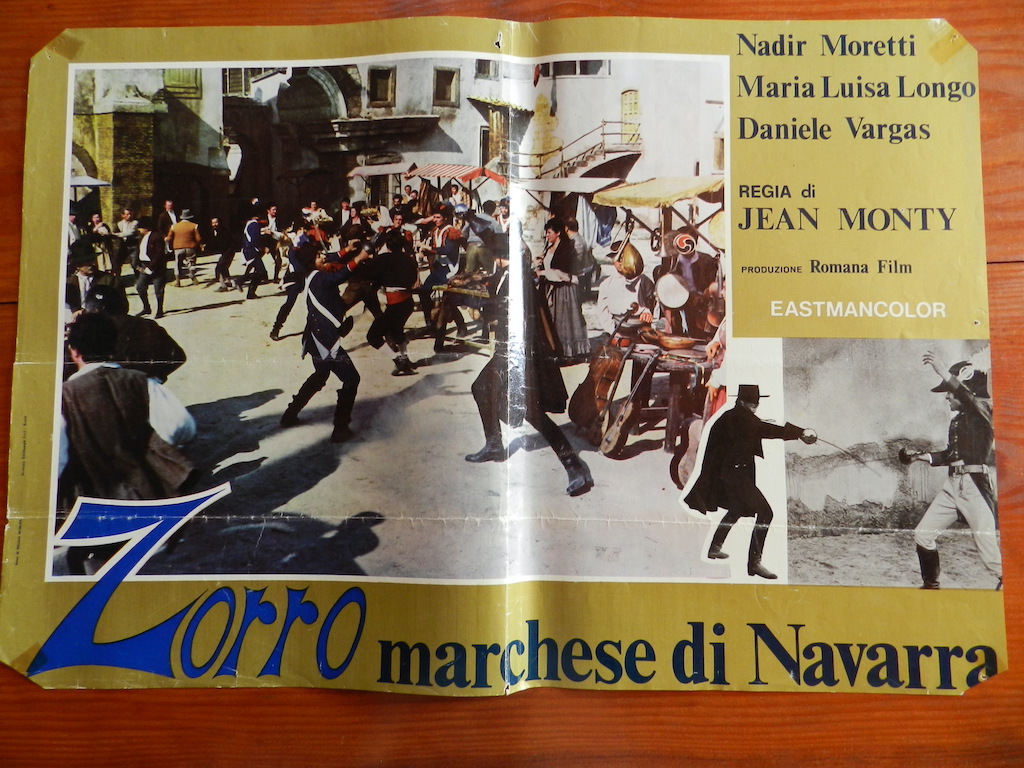 Nadir Moretti
Maria Luisa Longo
Daniele Vargas
REGIA di
JEAN MONTY
PRODUZIONE Romana Film
EASTMANCOLOR
Zorro marchese di Navarra